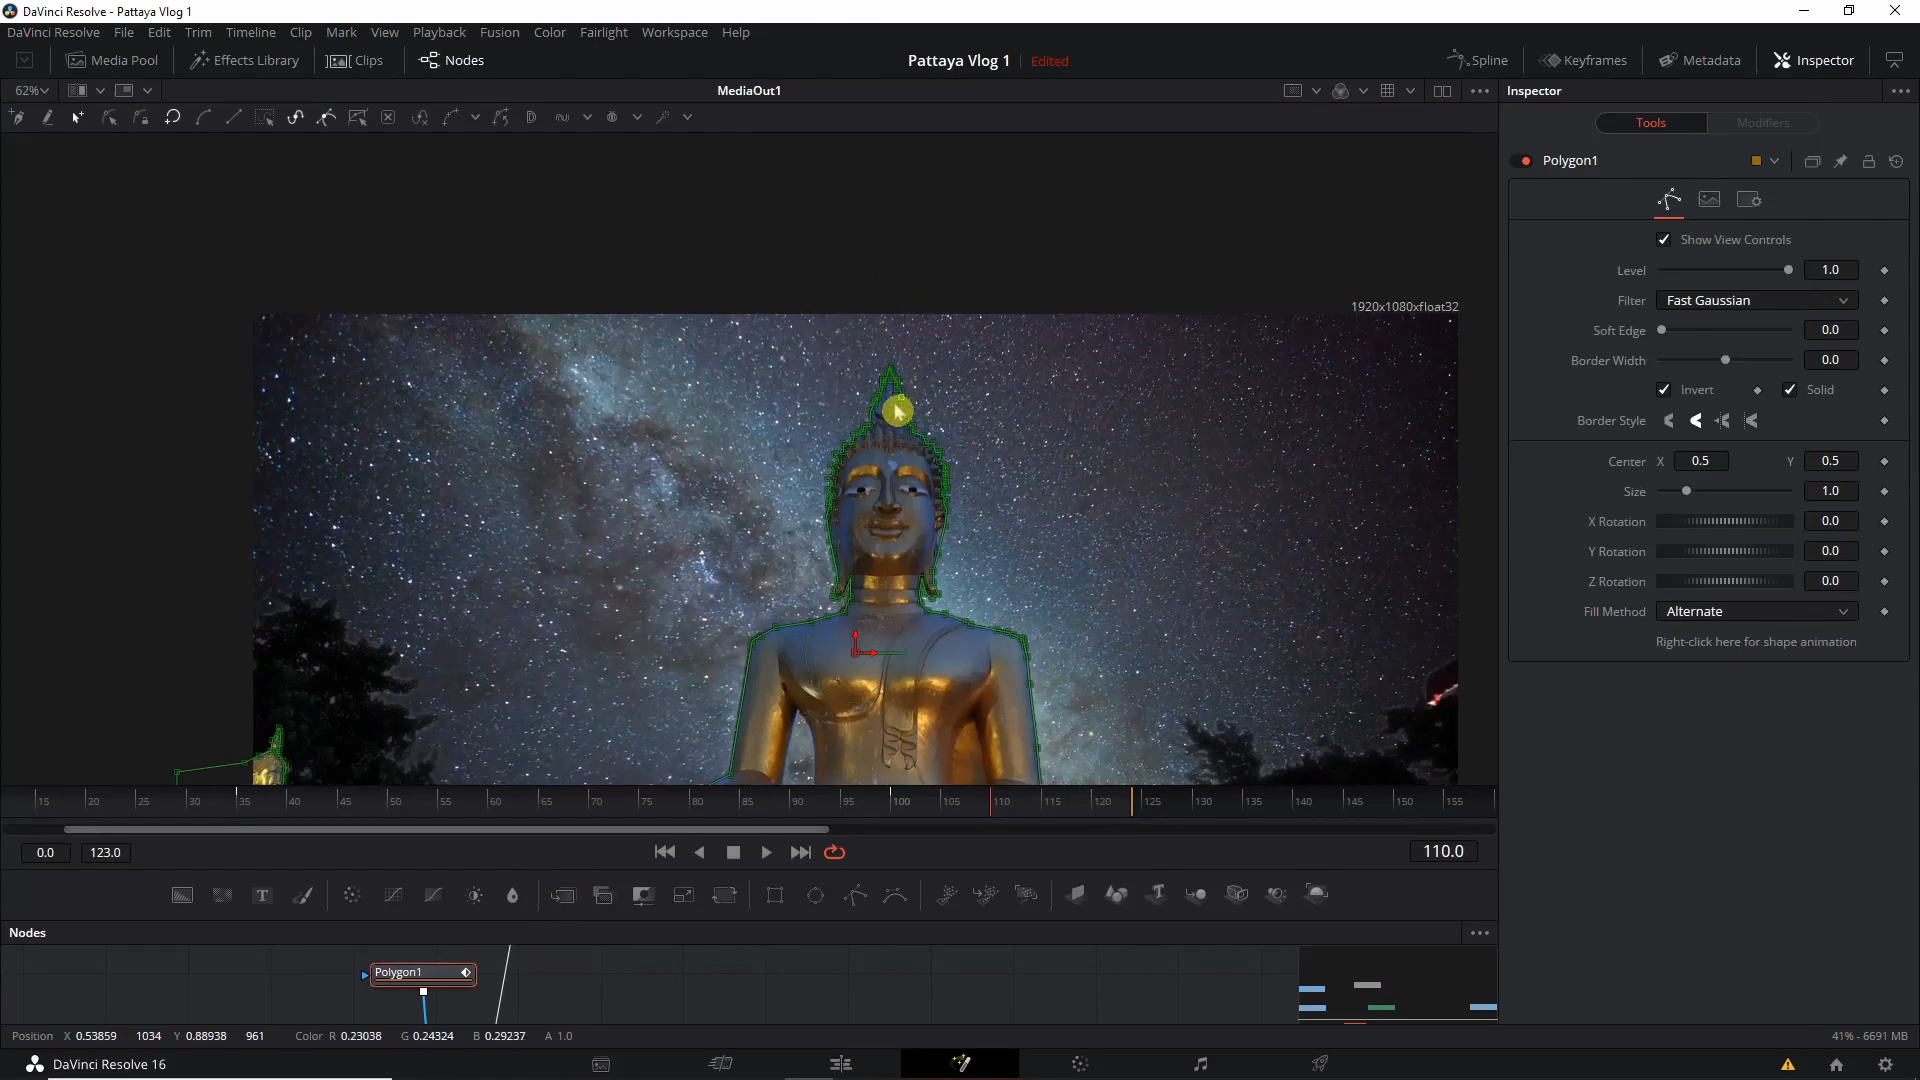 DaVinci Resolve - Pattaya Vlog 1
DaVinci Resolve File Edit Trim Timeline Clip Mark View Playback Fusion Color Fairlight Workspace Help
Media Pool Effects Library Clips Nodes Pattaya Vlog 1 Edited Spline Keyframes Metadata Inspector
62% MediaOut1 Inspector
Tools Modifiers
Polygon1
Show View Controls
Level 1.0
Filter Fast Gaussian
1920x1080xfloat32
Soft Edge 0.0
Border Width 0.0
Invert Solid
Border Style
Center X 0.5 Y 0.5
Size 1.0
X Rotation 0.0
Y Rotation 0.0
Z Rotation 0.0
Fill Method Alternate
Right-click here for shape animation
15 20 25 30 35 40 45 50 55 60 65 70 75 80 85 90 95 100 105 110 115 120 125 130 135 140 145 150 155
0.0 123.0 110.0
Nodes
Polygon1
Position X 0.53859 1034 Y 0.88938 961 Color R 0.23038 G 0.24324 B 0.29237 A 1.0 41% - 6691 MB
DaVinci Resolve 16